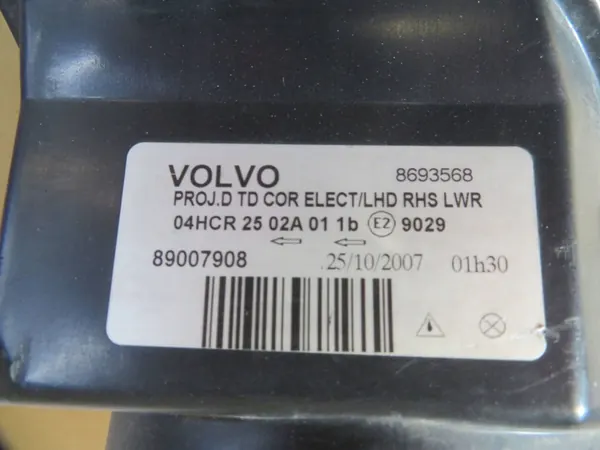 VOLVO 8693568
PROJ.D TD COR ELECT/LHD RHS LWR
04HCR 25 02A 01 1b E2 9029
89007908 25/10/2007 01h30